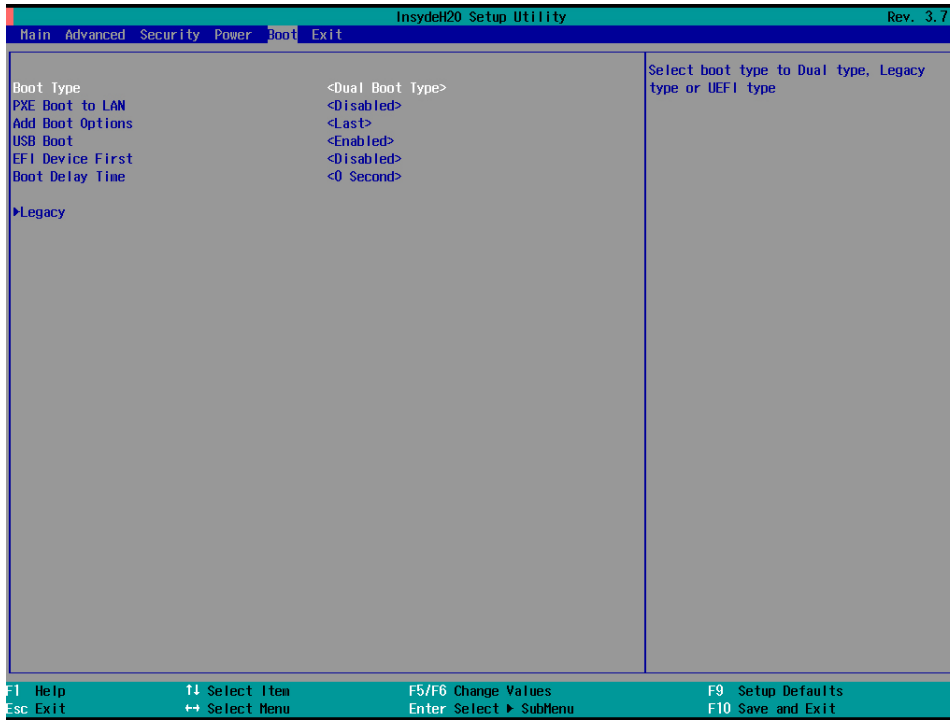 InsydeH2O Setup Utility Rev. 3.7
Main Advanced Security Power Boot Exit
Boot Type <Dual Boot Type>
PXE Boot to LAN <Disabled>
Add Boot Options <Last>
USB Boot <Enabled>
EFI Device First <Disabled>
Boot Delay Time <0 Second>
▶Legacy
Select boot type to Dual type, Legacy
type or UEFI type
F1 Help ↑↓ Select Item F5/F6 Change Values F9 Setup Defaults
Esc Exit ←→ Select Menu Enter Select ▶ SubMenu F10 Save and Exit